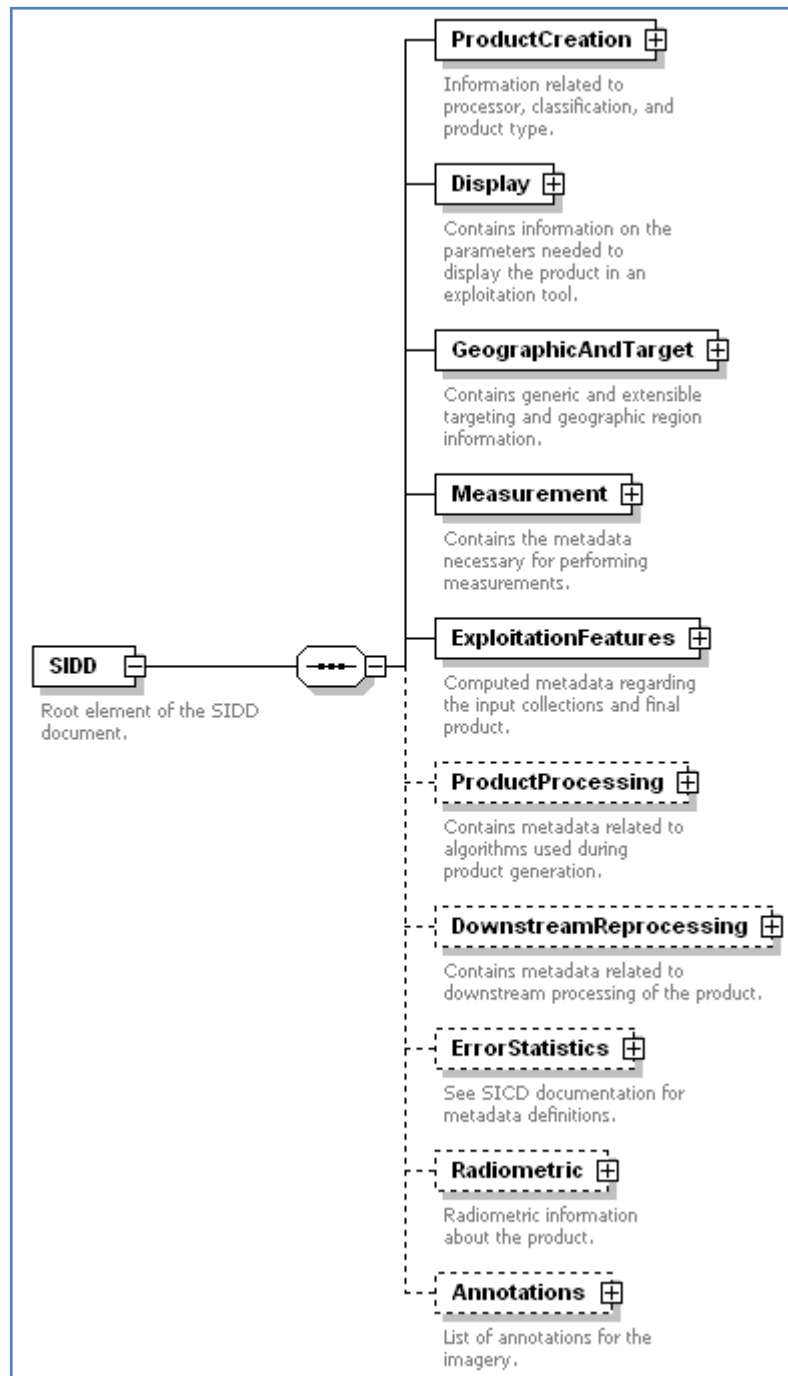 ProductCreation
Information related to
processor, classification, and
product type.
Display
Contains information on the
parameters needed to
display the product in an
exploitation tool.
GeographicAndTarget
Contains generic and extensible
targeting and geographic region
information.
Measurement
Contains the metadata
necessary for performing
measurements.
SIDD
Root element of the SIDD
document.
ExploitationFeatures
Computed metadata regarding
the input collections and final
product.
ProductProcessing
Contains metadata related to
algorithms used during
product generation.
DownstreamReprocessing
Contains metadata related to
downstream processing of the product.
ErrorStatistics
See SICD documentation for
metadata definitions.
Radiometric
Radiometric information
about the product.
Annotations
List of annotations for the
imagery.